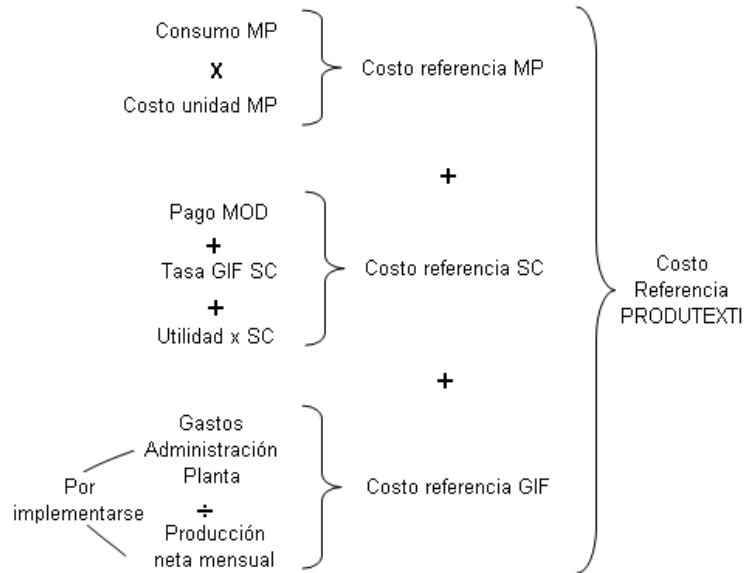 Consumo MP
x
Costo unidad MP
Costo referencia MP
+
Pago MOD
+
Tasa GIF SC
+
Utilidad x SC
Costo referencia SC
+
Gastos
Administración
Planta
÷
Producción
neta mensual
Por
implementarse
Costo referencia GIF
Costo
Referencia
PRODUTEXTI